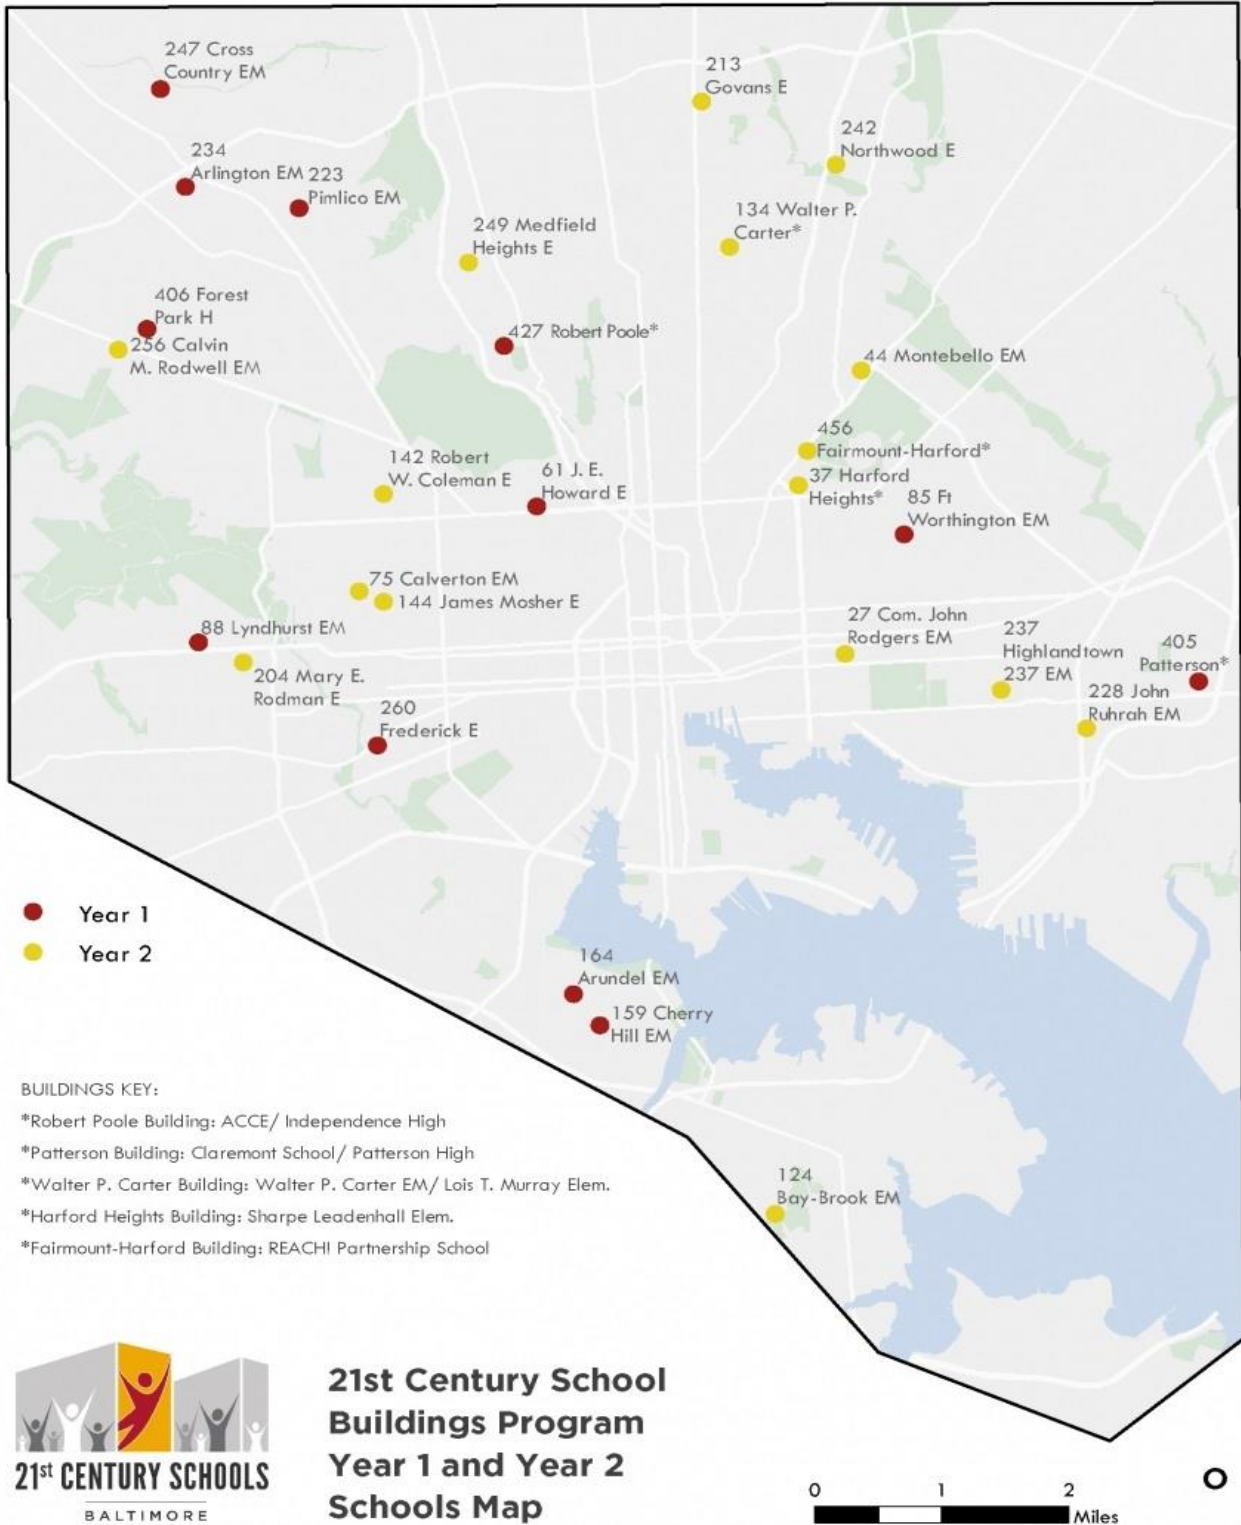 247 Cross
Country EM
213
Govans E
242
Northwood E
234
Arlington EM
223
Pimlico EM
134 Walter P.
Carter*
249 Medfield
Heights E
406 Forest
Park H
427 Robert Poole*
256 Calvin
M. Rodwell EM
44 Montebello EM
456
Fairmount-Harford*
142 Robert
W. Coleman E
61 J. E.
Howard E
37 Harford
Heights*
85 Ft
Worthington EM
75 Calverton EM
144 James Mosher E
88 Lyndhurst EM
27 Com. John
Rodgers EM
237
Highlandtown
237 EM
405
Patterson*
204 Mary E.
Rodman E
228 John
Ruhrah EM
260
Frederick E
Year 1
Year 2
164
Arundel EM
159 Cherry
Hill EM
BUILDINGS KEY:
*Robert Poole Building: ACCE/ Independence High
*Patterson Building: Claremont School/ Patterson High
*Walter P. Carter Building: Walter P. Carter EM/ Lois T. Murray Elem.
*Harford Heights Building: Sharpe Leadenhall Elem.
*Fairmount-Harford Building: REACH! Partnership School
124
Bay-Brook EM
21st CENTURY SCHOOLS
BALTIMORE
21st Century School
Buildings Program
Year 1 and Year 2
Schools Map
0 1 2
Miles